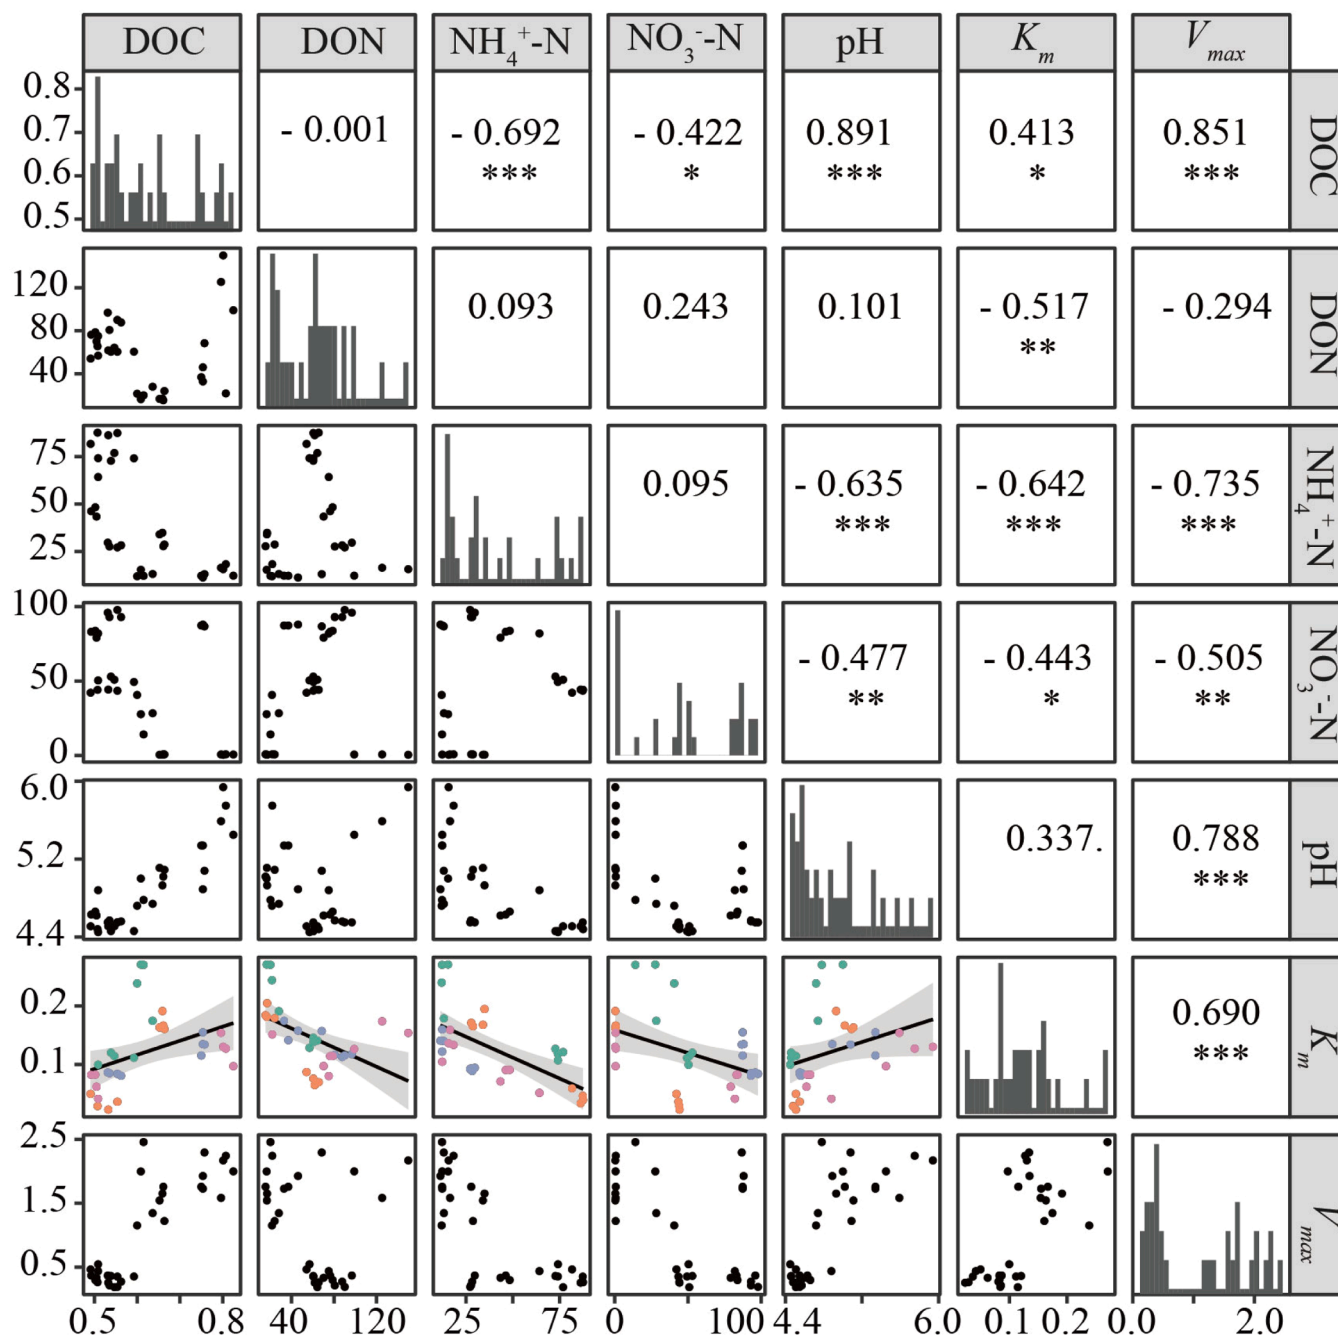 DOC DON NH₄⁺-N NO₃⁻-N pH Kₘ Vₘₐₓ
0.8
0.7
0.6
0.5
- 0.001 - 0.692 - 0.422 0.891 0.413 0.851
*** * *** * ***
DOC
120
80
40
0.093 0.243 0.101 - 0.517 - 0.294
**
DON
75
50
25
0.095 - 0.635 - 0.642 - 0.735
*** *** ***
NH₄⁺-N
100
50
0
- 0.477 - 0.443 - 0.505
** * **
NO₃⁻-N
6.0
5.2
4.4
0.337. 0.788
***
pH
0.2
0.1
0.690
***
Kₘ
2.5
1.5
0.5
Vₘₐₓ
0.5 0.8 40 120 25 75 0 100 4.4 6.0 0 0.1 0.2 0.0 2.0